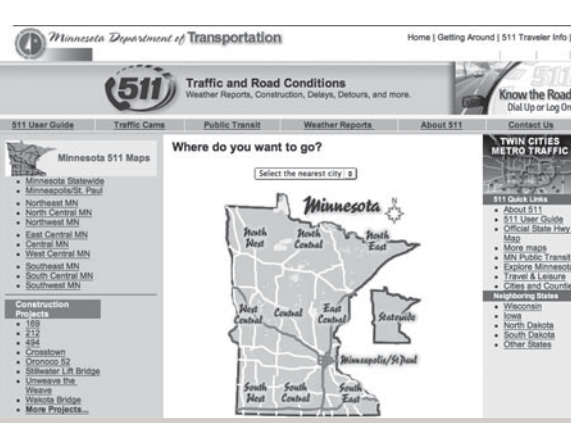 Minnesota Department of Transportation
Home | Getting Around | 511 Traveler Info |
511
Traffic and Road Conditions
Weather Reports, Construction, Delays, Detours, and more.
511
Know the Road
Dial Up or Log On
511 User Guide
Traffic Cams
Public Transit
Weather Reports
About 511
Contact Us
Minnesota 511 Maps
Minnesota Statewide
Minneapolis/St. Paul
Northeast MN
North Central MN
Northwest MN
East Central MN
Central MN
West Central MN
Southeast MN
South Central MN
Southwest MN
Construction
Projects
169
212
494
Crosstown
Oronoco 52
Stillwater Lift Bridge
Unweave the
Weave
Wakota Bridge
More Projects...
Where do you want to go?
Select the nearest city
Minnesota
N
North
West
North
Central
North
East
West
Central
Central
East
Central
Statewide
Minneapolis/St Paul
South
West
South
Central
South
East
TWIN CITIES
METRO TRAFFIC
511 Quick Links
About 511
511 User Guide
Official State Hwy
Map
More maps
MN Public Transit
Explore Minnesota
Travel & Leisure
Cities and Countie
Neighboring States
Wisconsin
Iowa
North Dakota
South Dakota
Other States